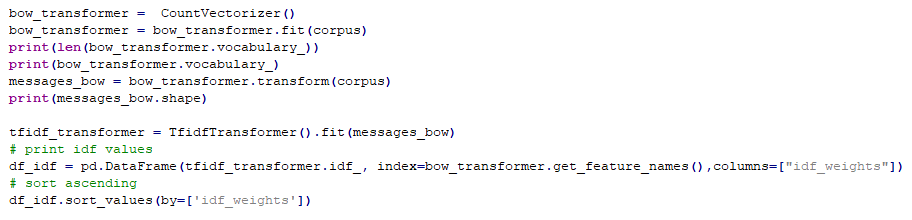 bow_transformer =  CountVectorizer()
bow_transformer = bow_transformer.fit(corpus)
print(len(bow_transformer.vocabulary_))
print(bow_transformer.vocabulary_)
messages_bow = bow_transformer.transform(corpus)
print(messages_bow.shape)

tfidf_transformer = TfidfTransformer().fit(messages_bow)
# print idf values
df_idf = pd.DataFrame(tfidf_transformer.idf_, index=bow_transformer.get_feature_names(),columns=["idf_weights"])
# sort ascending
df_idf.sort_values(by=['idf_weights'])